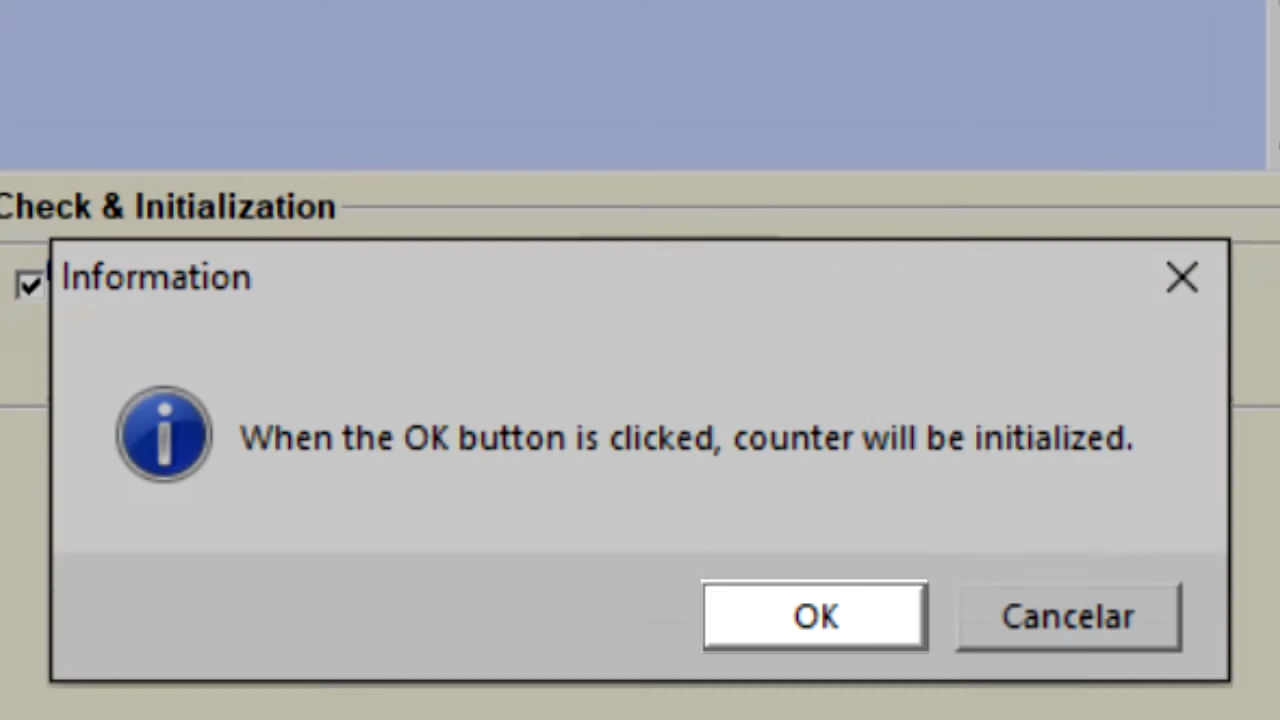 Check & Initialization
Information
When the OK button is clicked, counter will be initialized.
OK
Cancelar